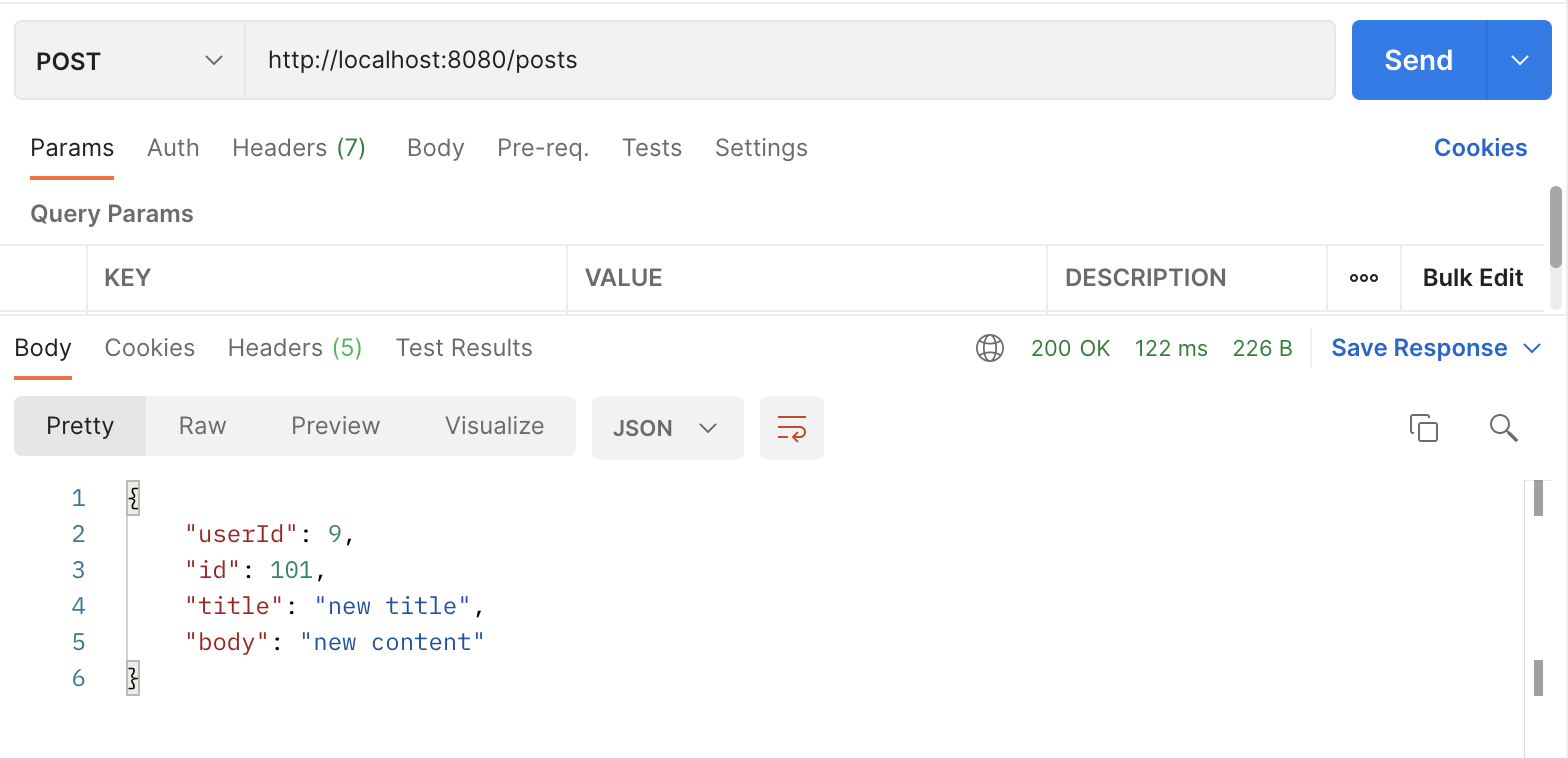 POST http://localhost:8080/posts Send
Params Auth Headers (7) Body Pre-req. Tests Settings Cookies
Query Params
KEY VALUE DESCRIPTION ooo Bulk Edit
Body Cookies Headers (5) Test Results 200 OK 122 ms 226 B Save Response
Pretty Raw Preview Visualize JSON
1 {
2 "userId": 9,
3 "id": 101,
4 "title": "new title",
5 "body": "new content"
6 }